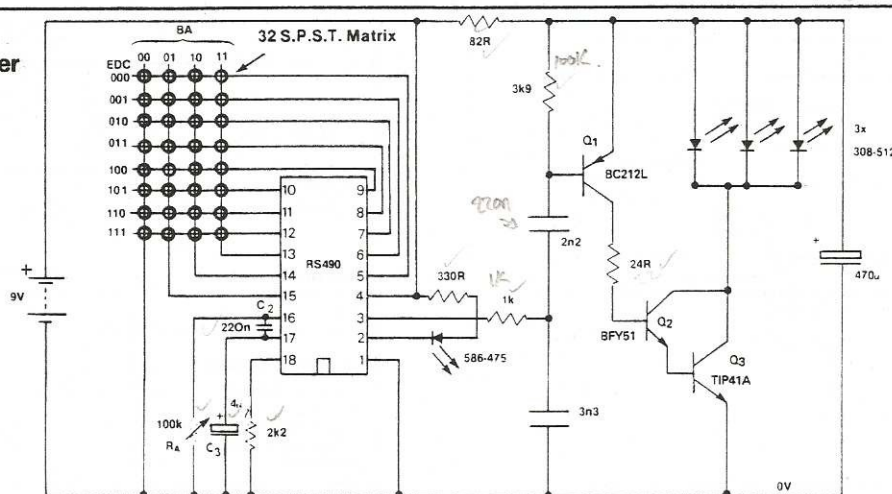 er
BA
32 S.P.S.T. Matrix
82R
EDC 00 01 10 11
000
001
010
011
100
101
110
111
100k
3k9
Q1
BC212L
3x
308-512
220n
2n2
24R
10 9
11 8
12 7
13 6
14 5
15 4
16 3
17 2
18 1
RS490
330R
1k
1k
586-475
C2
220n
9V
+
470µ
+
BFY51
Q2
Q3
TIP41A
100k
RA
+
C3
2k2
3n3
0V